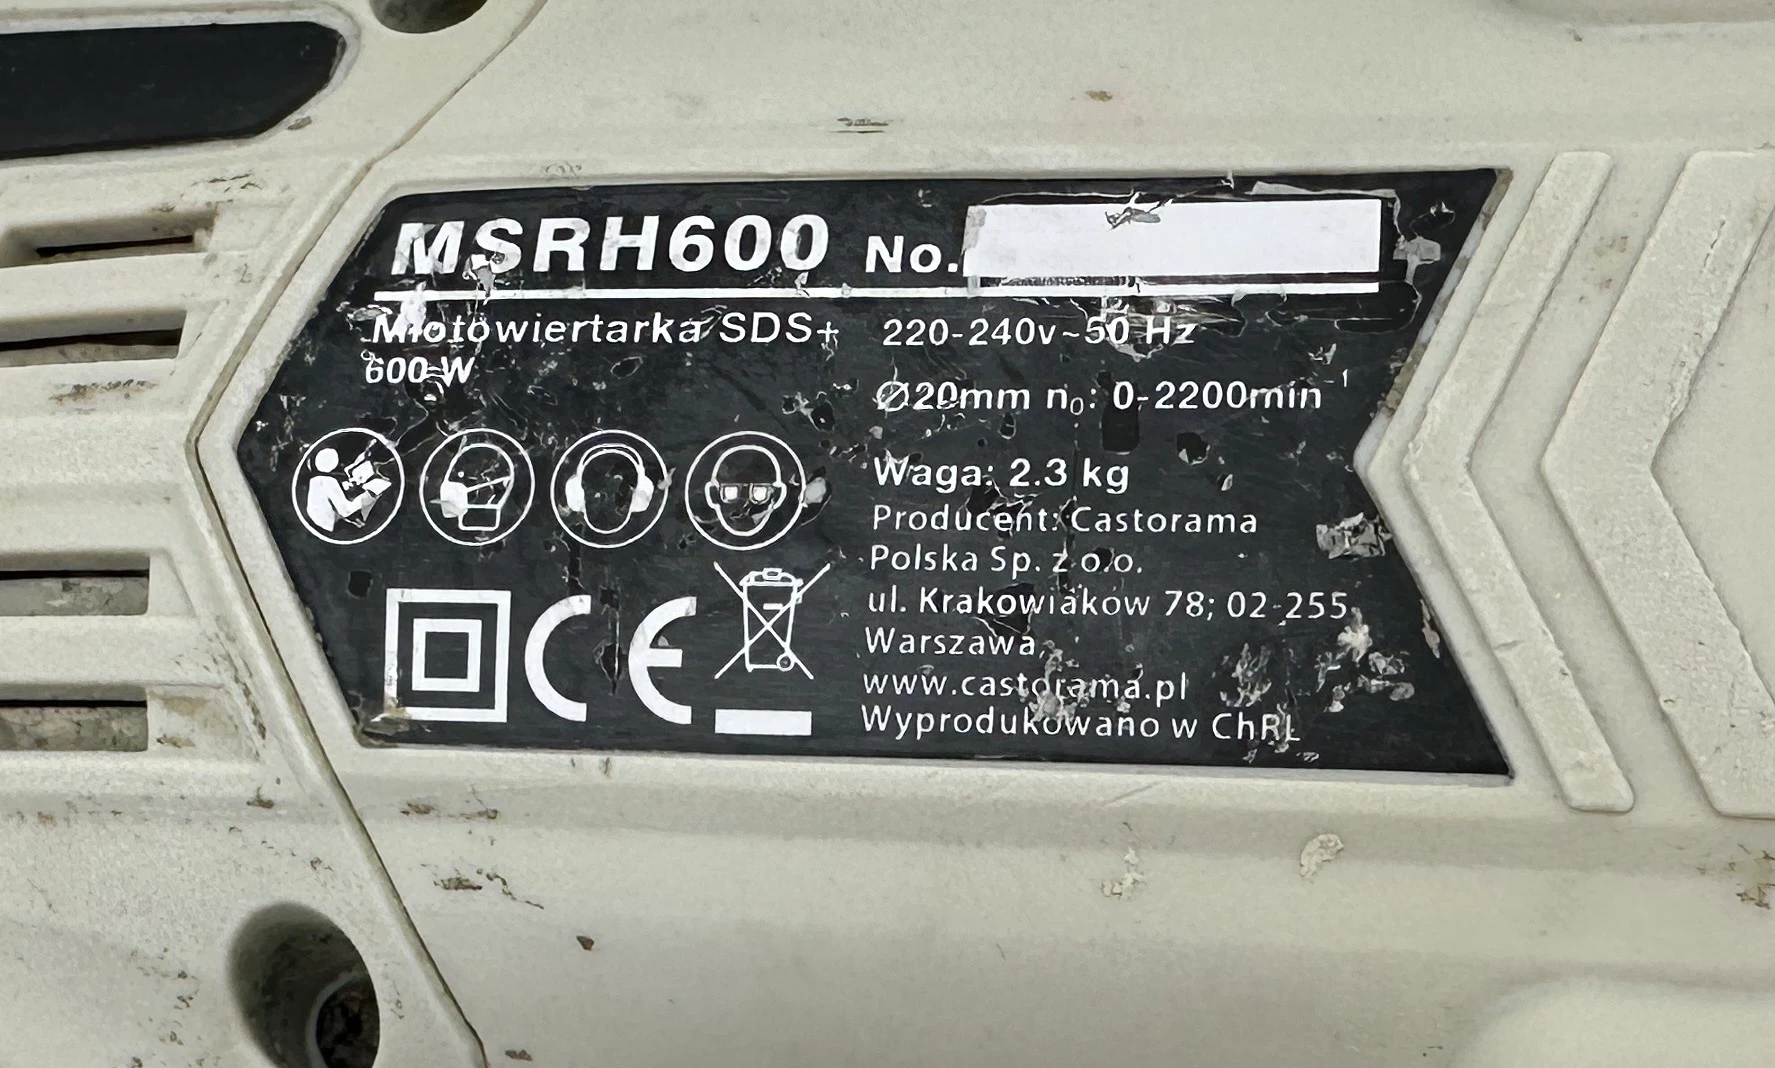 MSRH600 No.
Młotowiertarka SDS+
600 W
220-240v~50 Hz
Ø20mm n₀: 0-2200min⁻¹
Waga: 2.3 kg
Producent: Castorama
Polska Sp. z o.o.
ul. Krakowiaków 78; 02-255
Warszawa,
www.castorama.pl
Wyprodukowano w ChRL
CE